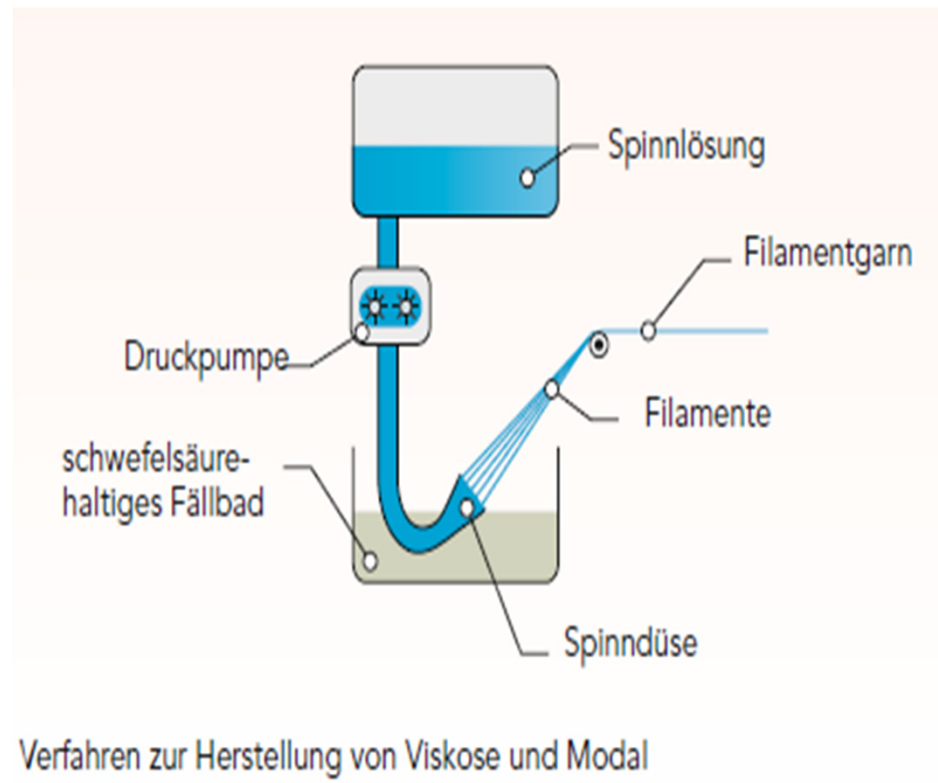 Spinnlösung
Filamentgarn
Druckpumpe
Filamente
schwefelsäure-
haltiges Fällbad
Spinndüse
Verfahren zur Herstellung von Viskose und Modal